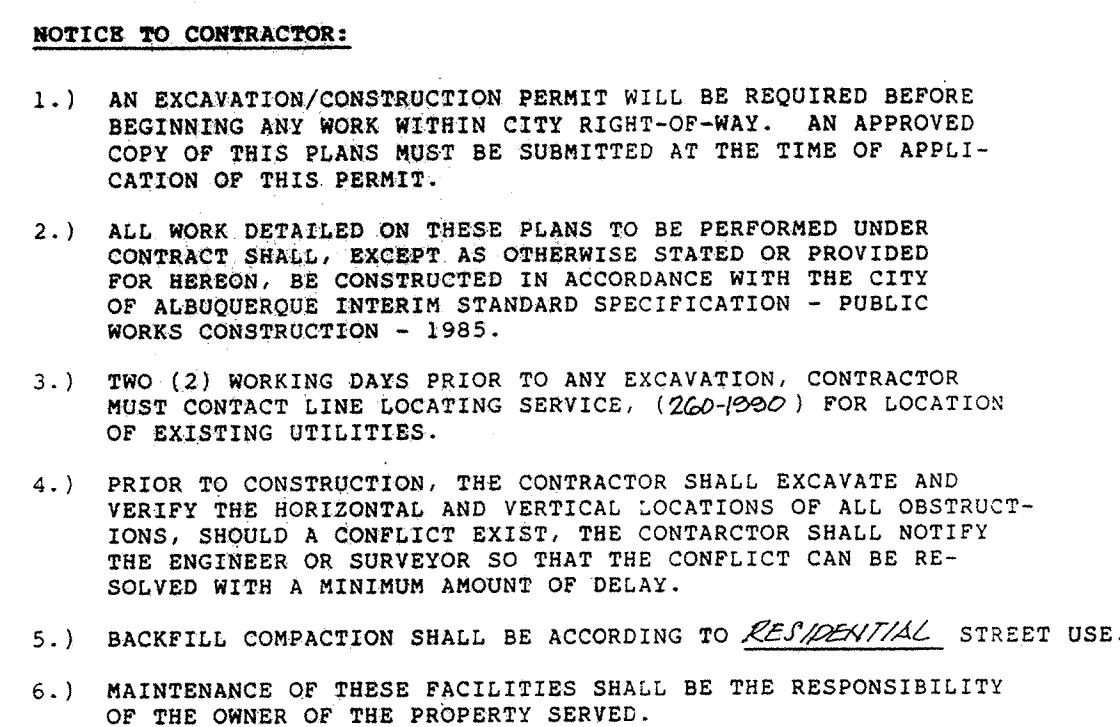 NOTICE TO CONTRACTOR:
1.) AN EXCAVATION/CONSTRUCTION PERMIT WILL BE REQUIRED BEFORE
BEGINNING ANY WORK WITHIN CITY RIGHT-OF-WAY. AN APPROVED
COPY OF THIS PLANS MUST BE SUBMITTED AT THE TIME OF APPLI-
CATION OF THIS PERMIT.
2.) ALL WORK DETAILED ON THESE PLANS TO BE PERFORMED UNDER
CONTRACT SHALL, EXCEPT AS OTHERWISE STATED OR PROVIDED
FOR HEREON, BE CONSTRUCTED IN ACCORDANCE WITH THE CITY
OF ALBUQUERQUE INTERIM STANDARD SPECIFICATION - PUBLIC
WORKS CONSTRUCTION - 1985.
3.) TWO (2) WORKING DAYS PRIOR TO ANY EXCAVATION, CONTRACTOR
MUST CONTACT LINE LOCATING SERVICE, (260-1990) FOR LOCATION
OF EXISTING UTILITIES.
4.) PRIOR TO CONSTRUCTION, THE CONTRACTOR SHALL EXCAVATE AND
VERIFY THE HORIZONTAL AND VERTICAL LOCATIONS OF ALL OBSTRUCT-
IONS, SHOULD A CONFLICT EXIST, THE CONTARCTOR SHALL NOTIFY
THE ENGINEER OR SURVEYOR SO THAT THE CONFLICT CAN BE RE-
SOLVED WITH A MINIMUM AMOUNT OF DELAY.
5.) BACKFILL COMPACTION SHALL BE ACCORDING TO RESIDENTIAL STREET USE.
6.) MAINTENANCE OF THESE FACILITIES SHALL BE THE RESPONSIBILITY
OF THE OWNER OF THE PROPERTY SERVED.